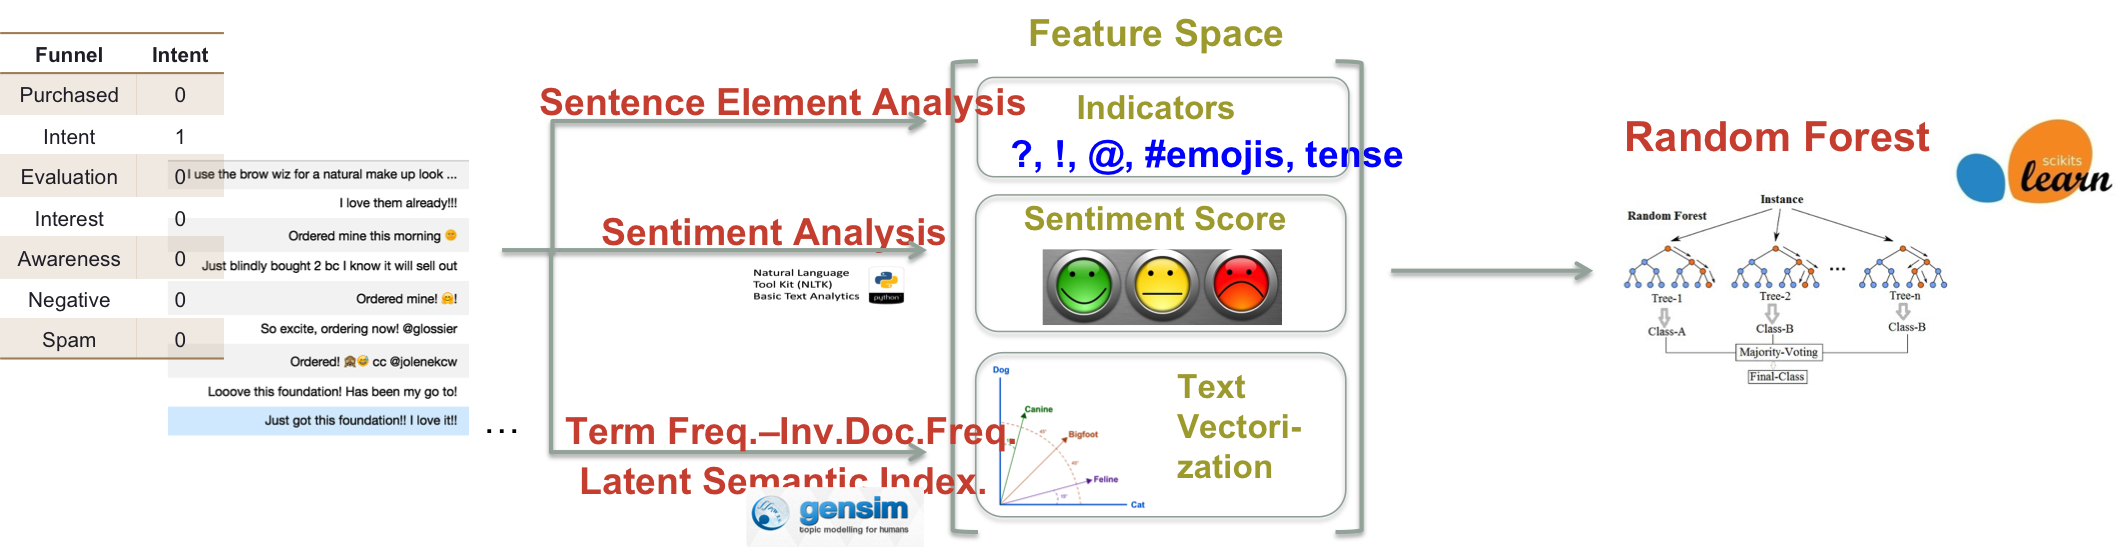 Funnel Intent
Purchased 0
Intent 1
Evaluation 0
Interest 0
Awareness 0
Negative 0
Spam 0
I use the brow wiz for a natural make up look ...
I love them already!!!
Ordered mine this morning 😊
Just blindly bought 2 bc I know it will sell out
Ordered mine! 🤗!
So excite, ordering now! @glossier
Ordered! 🙈😅 cc @jolenekcw
Looove this foundation! Has been my go to!
Just got this foundation!! I love it!!
...
Sentence Element Analysis
Sentiment Analysis
Natural Language
Tool Kit (NLTK)
Basic Text Analytics
python
Term Freq.–Inv.Doc.Freq.
Latent Semantic Index.
gensim
topic modelling for humans
Feature Space
Indicators
?, !, @, #emojis, tense
Sentiment Score
Dog
Canine
45°
Bigfoot
Feline
Cat
Text
Vectori-
zation
Random Forest
scikits
learn
Instance
Random Forest
...
Tree-1 Tree-2 Tree-n
Class-A Class-B Class-B
Majority-Voting
Final-Class